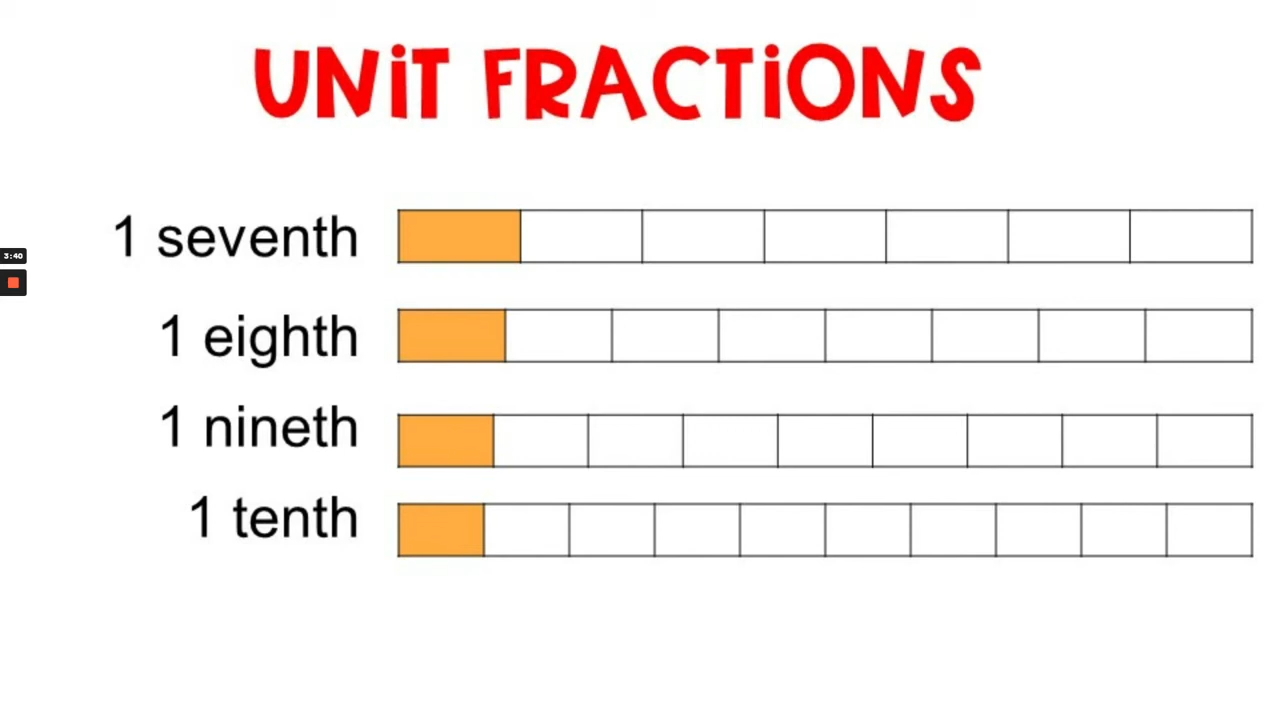 UNiT FRACTiONS
1 seventh
3:40
1 eighth
1 nineth
1 tenth